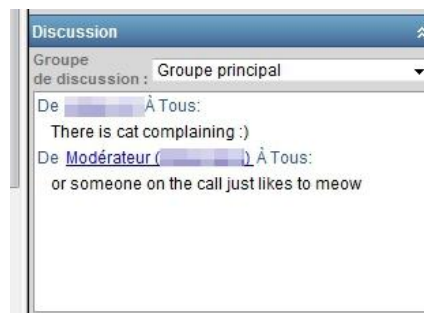 Discussion
Groupe
de discussion : Groupe principal
De À Tous:
There is cat complaining :)
De Modérateur ( ) À Tous:
or someone on the call just likes to meow